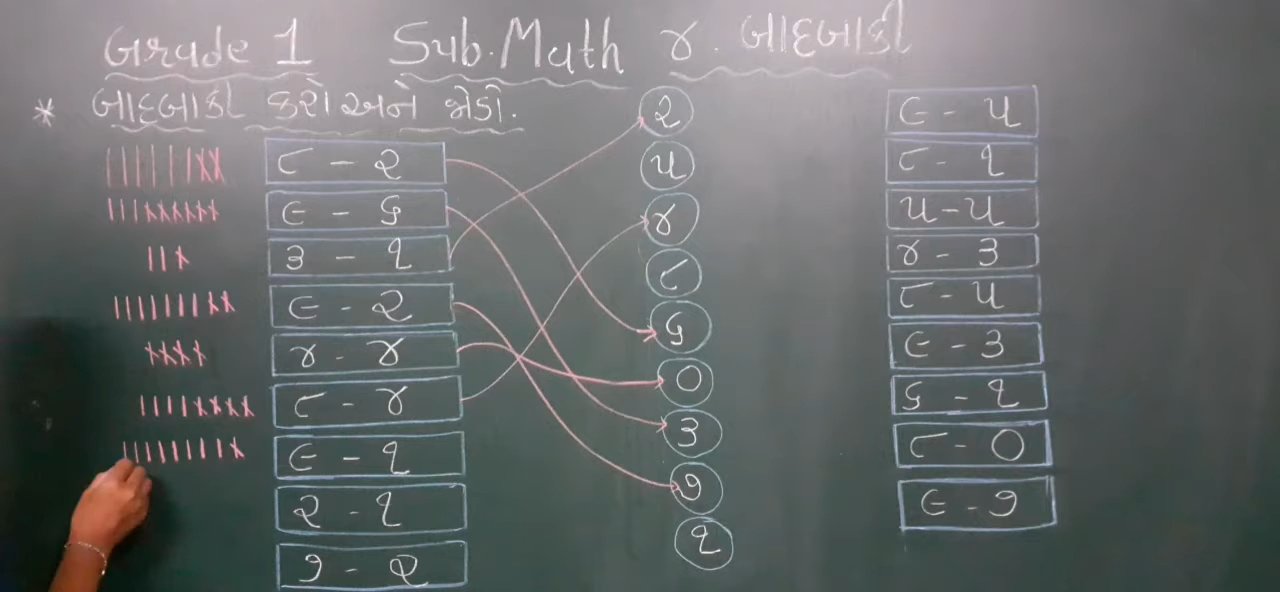 Grade 1 Sub. Math ૪. બાદબાકી
* બાદબાકી કરો અને જોડો.
૮ - ૨
૯ - ૬
૩ - ૧
૯ - ૨
૪ - ૪
૮ - ૪
૯ - ૧
૨ - ૧
૭ - ૨
૨
૫
૪
૮
૬
૦
૩
૭
૧
૯ - ૫
૮ - ૧
૫ - ૫
૪ - ૩
૮ - ૫
૯ - ૩
૬ - ૧
૮ - ૦
૯ - ૭